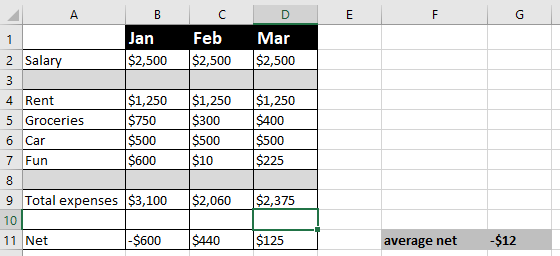 A B C D E F G
1 Jan Feb Mar
2 Salary $2,500 $2,500 $2,500
3
4 Rent $1,250 $1,250 $1,250
5 Groceries $750 $300 $400
6 Car $500 $500 $500
7 Fun $600 $10 $225
8
9 Total expenses $3,100 $2,060 $2,375
10
11 Net -$600 $440 $125 average net -$12